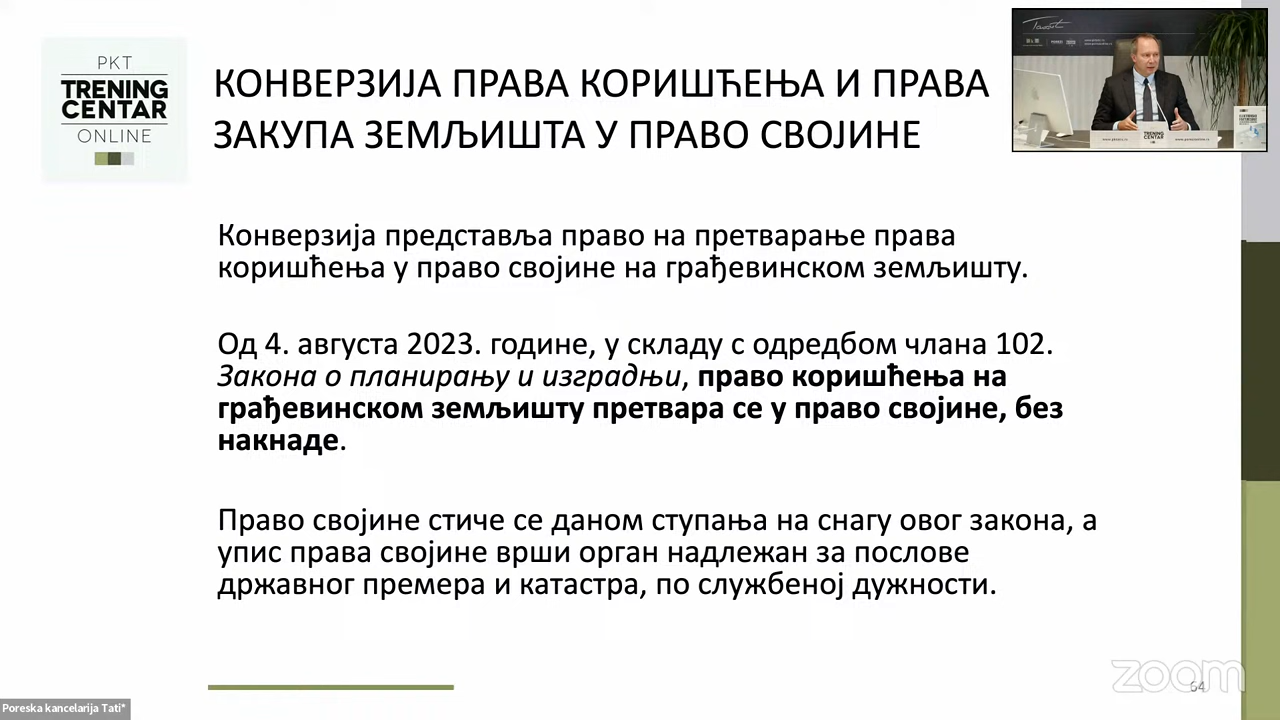 PKT
TRENING
CENTAR
ONLINE
КОНВЕРЗИЈА ПРАВА КОРИШЋЕЊА И ПРАВА
ЗАКУПА ЗЕМЉИШТА У ПРАВО СВОЈИНЕ
TRENING
CENTAR
Конверзија представља право на претварање права
коришћења у право својине на грађевинском земљишту.
Од 4. августа 2023. године, у складу с одредбом члана 102.
Закона о планирању и изградњи, право коришћења на
грађевинском земљишту претвара се у право својине, без
накнаде.
Право својине стиче се даном ступања на снагу овог закона, а
упис права својине врши орган надлежан за послове
државног премера и катастра, по службеној дужности.
zoom
64
Poreska kancelarija Tati*